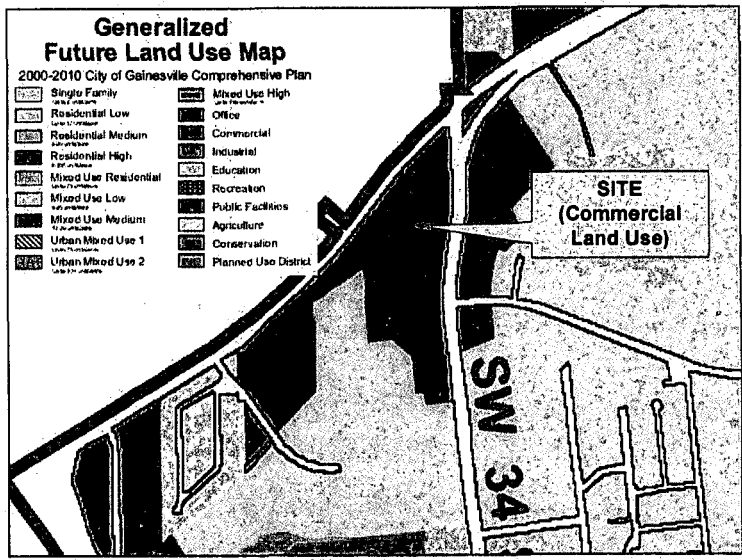 Generalized
Future Land Use Map
2000-2010 City of Gainesville Comprehensive Plan
Single Family
Residential Low
Residential Medium
Residential High
Mixed Use Residential
Mixed Use Low
Mixed Use Medium
Urban Mixed Use 1
Urban Mixed Use 2
Mixed Use High
Office
Commercial
Industrial
Education
Recreation
Public Facilities
Agriculture
Conservation
Planned Use District
SITE
(Commercial
Land Use)
SW 34